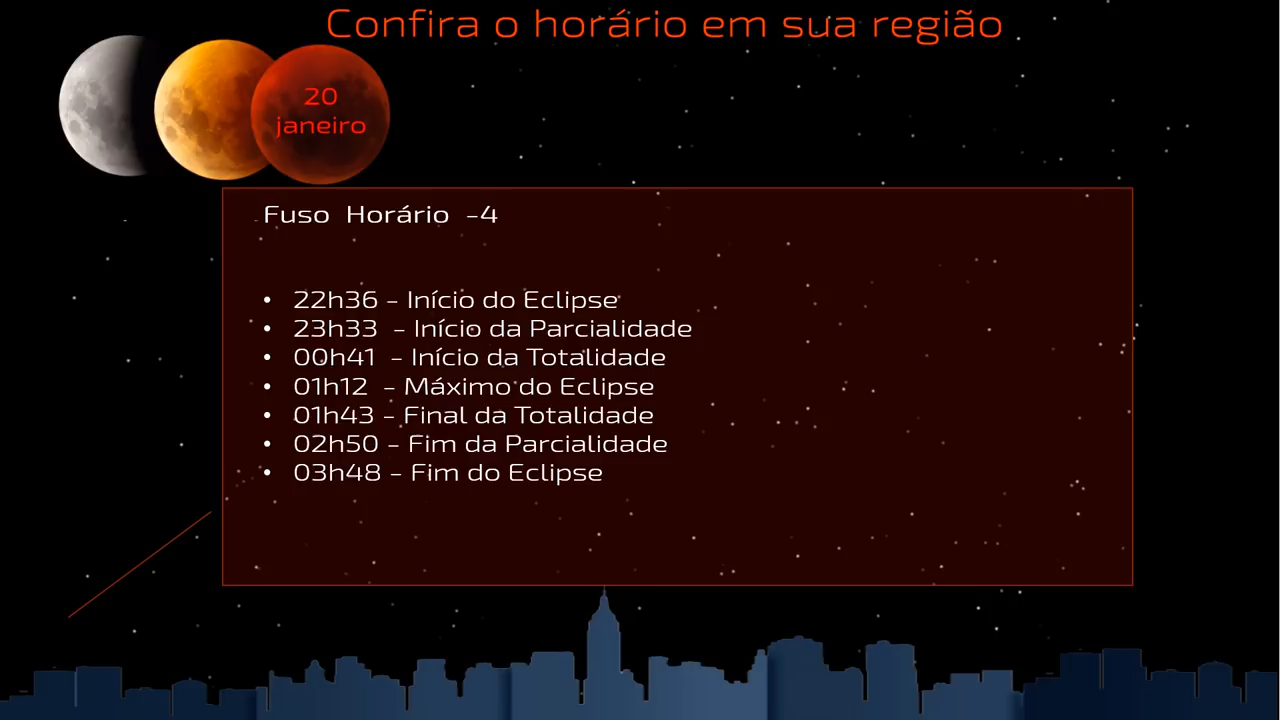 Confira o horário em sua região
20
janeiro
Fuso Horário -4
• 22h36 - Início do Eclipse
• 23h33 - Início da Parcialidade
• 00h41 - Início da Totalidade
• 01h12 - Máximo do Eclipse
• 01h43 - Final da Totalidade
• 02h50 - Fim da Parcialidade
• 03h48 - Fim do Eclipse